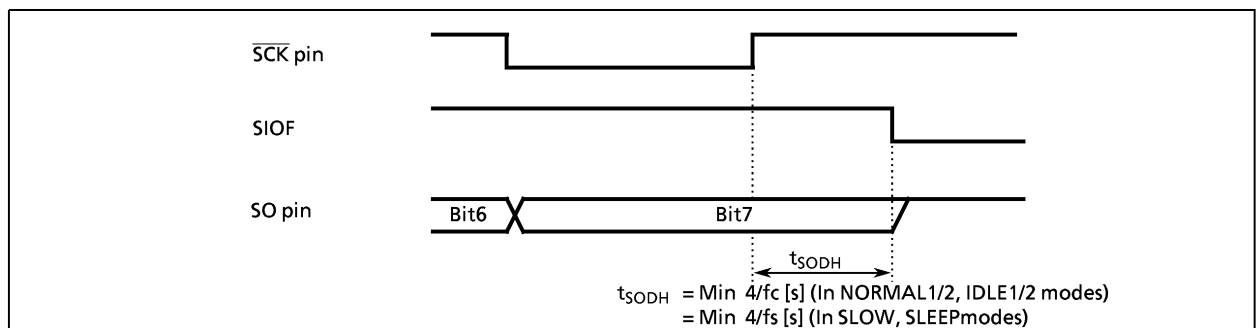 S̅C̅K̅ pin
SIOF
SO pin
Bit6 Bit7
tSODH
tSODH = Min 4/fc [s] (In NORMAL1/2, IDLE1/2 modes)
= Min 4/fs [s] (In SLOW, SLEEPmodes)